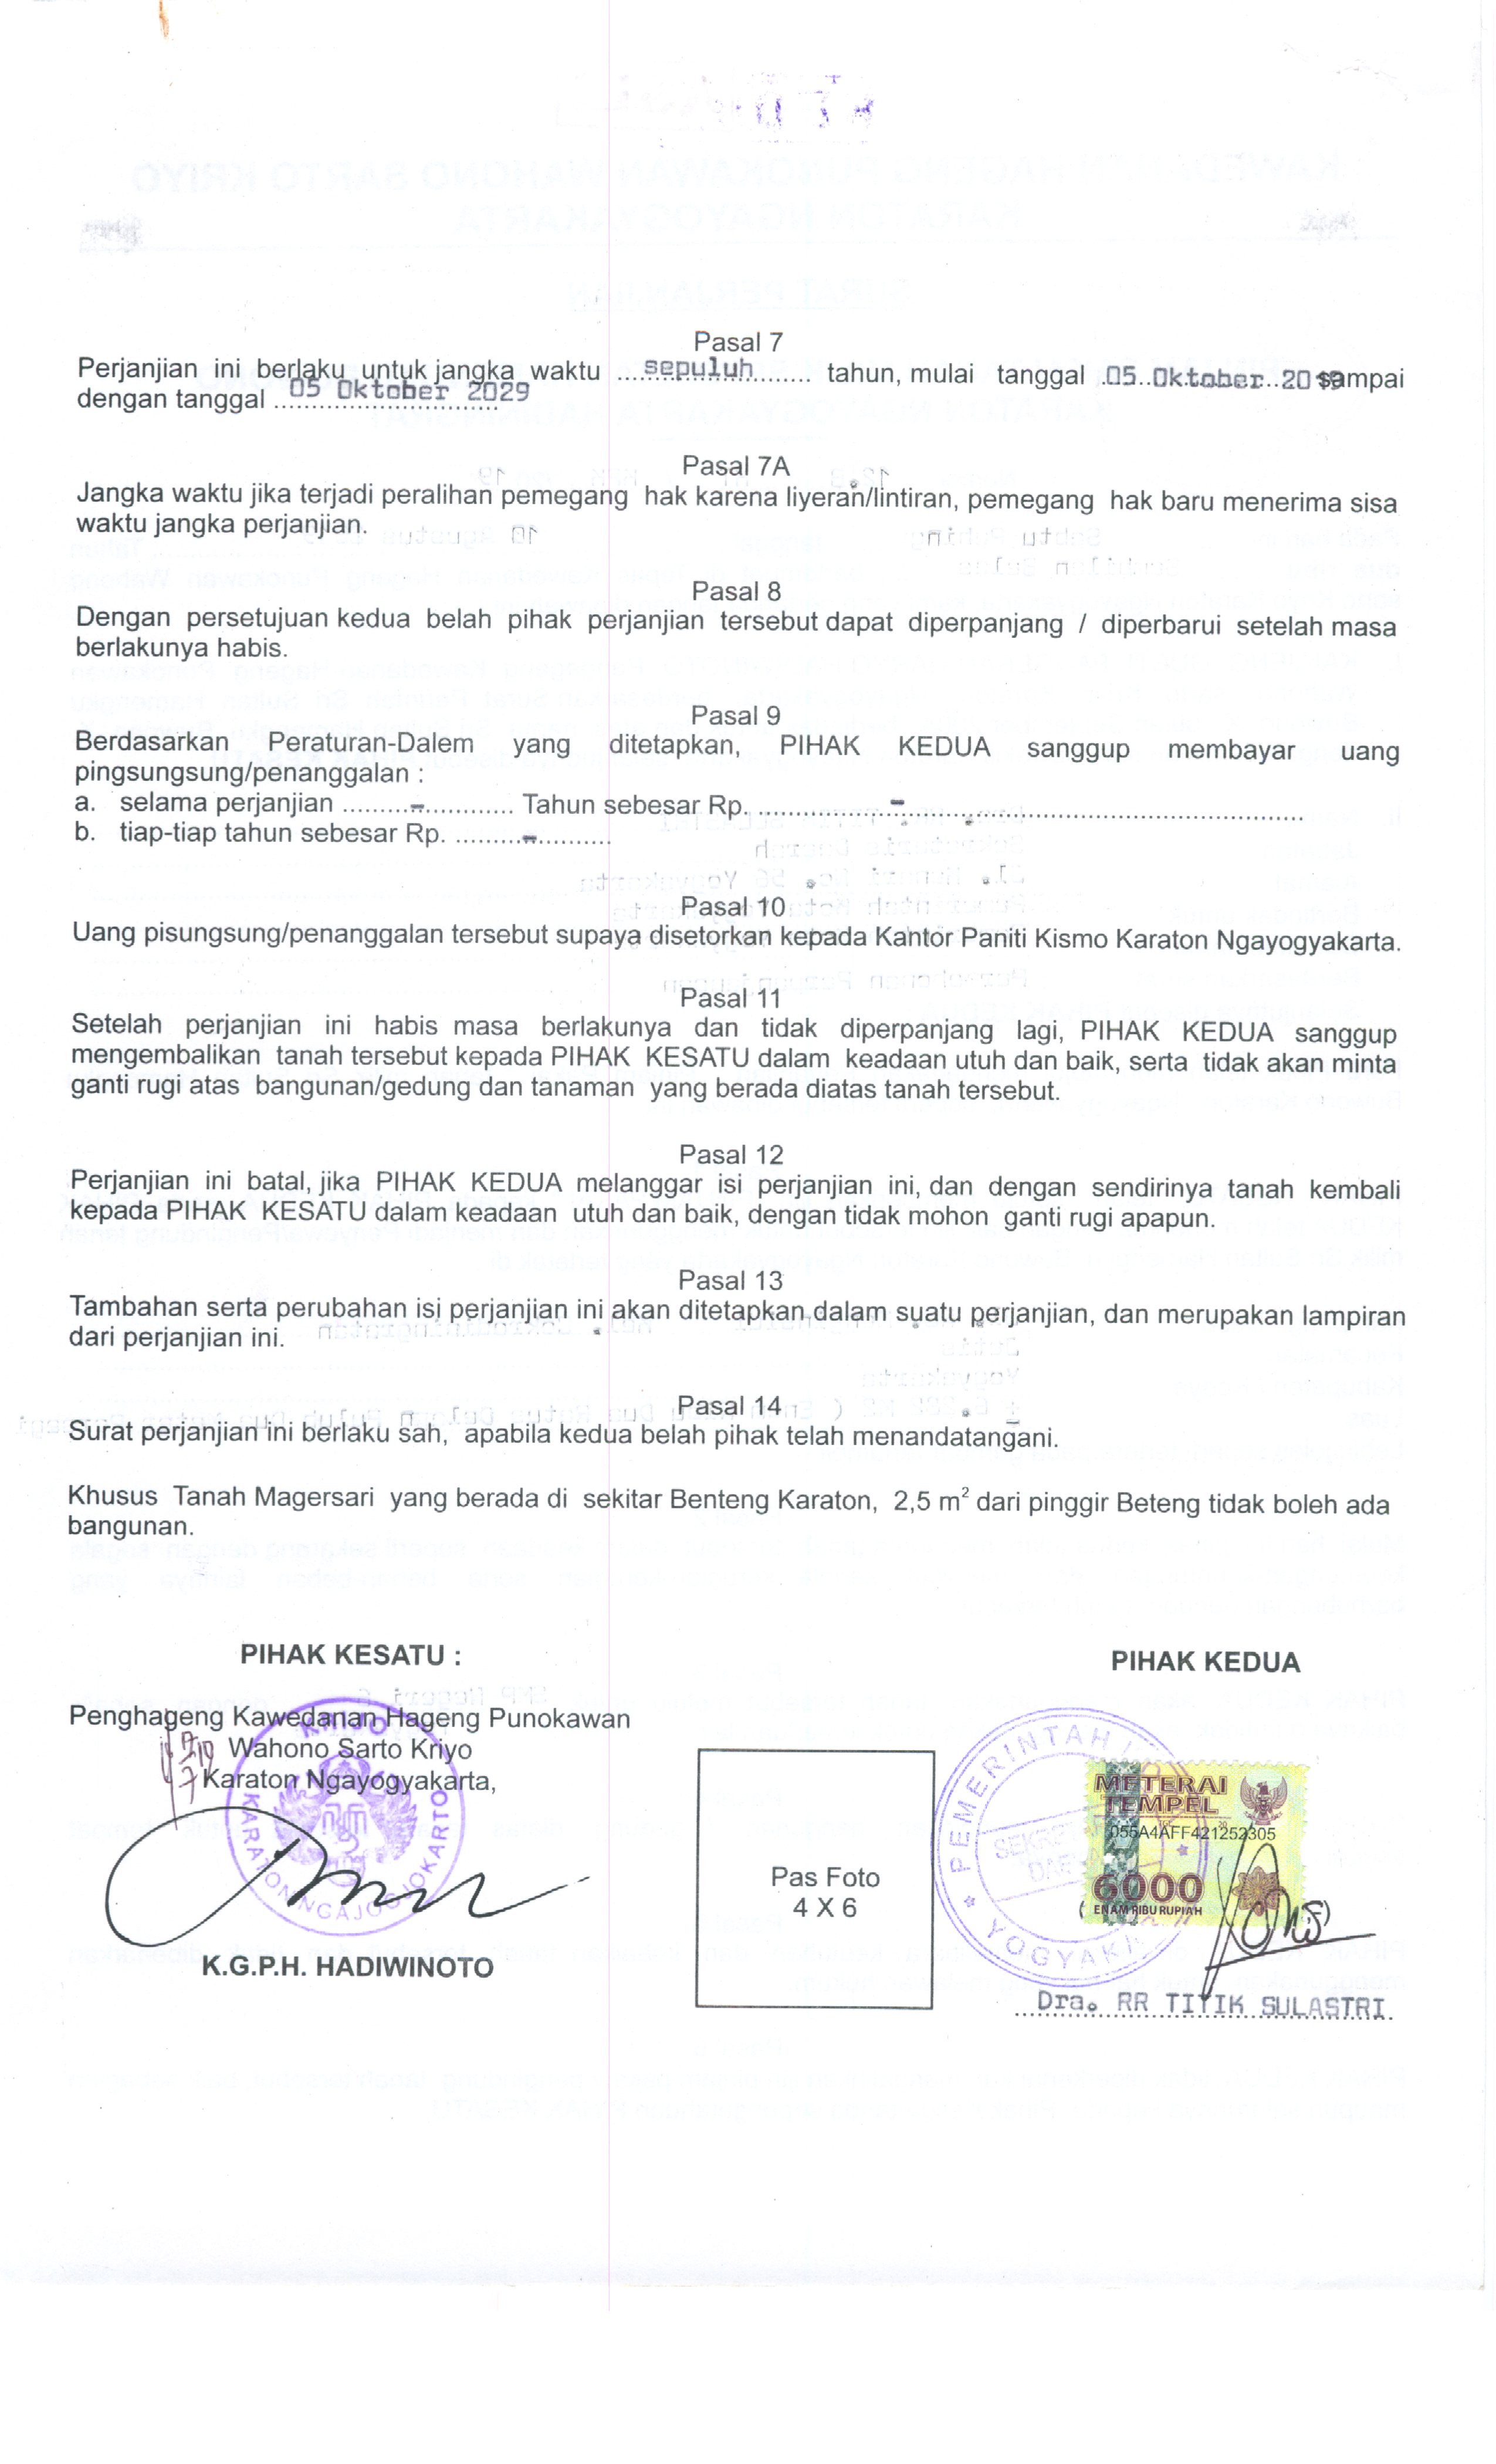 Pasal 7
Perjanjian ini berlaku untuk jangka waktu ... sepuluh ... tahun, mulai tanggal 05 Oktober 2019 sampai
dengan tanggal 05 Oktober 2029
Pasal 7A
Jangka waktu jika terjadi peralihan pemegang hak karena liyeran/lintiran, pemegang hak baru menerima sisa
waktu jangka perjanjian.
Pasal 8
Dengan persetujuan kedua belah pihak perjanjian tersebut dapat diperpanjang / diperbarui setelah masa
berlakunya habis.
Pasal 9
Berdasarkan Peraturan-Dalem yang ditetapkan, PIHAK KEDUA sanggup membayar uang
pingsungsung/penanggalan :
a. selama perjanjian .........-............ Tahun sebesar Rp. ..................-..................
b. tiap-tiap tahun sebesar Rp. .........-..........
Pasal 10
Uang pisungsung/penanggalan tersebut supaya disetorkan kepada Kantor Paniti Kismo Karaton Ngayogyakarta.
Pasal 11
Setelah perjanjian ini habis masa berlakunya dan tidak diperpanjang lagi, PIHAK KEDUA sanggup
mengembalikan tanah tersebut kepada PIHAK KESATU dalam keadaan utuh dan baik, serta tidak akan minta
ganti rugi atas bangunan/gedung dan tanaman yang berada diatas tanah tersebut.
Pasal 12
Perjanjian ini batal, jika PIHAK KEDUA melanggar isi perjanjian ini, dan dengan sendirinya tanah kembali
kepada PIHAK KESATU dalam keadaan utuh dan baik, dengan tidak mohon ganti rugi apapun.
Pasal 13
Tambahan serta perubahan isi perjanjian ini akan ditetapkan dalam suatu perjanjian, dan merupakan lampiran
dari perjanjian ini.
Pasal 14
Surat perjanjian ini berlaku sah, apabila kedua belah pihak telah menandatangani.
Khusus Tanah Magersari yang berada di sekitar Benteng Karaton, 2,5 m² dari pinggir Beteng tidak boleh ada
bangunan.
PIHAK KESATU :
Penghageng Kawedanan Hageng Punokawan
Wahono Sarto Kriyo
Karaton Ngayogyakarta,
KRIJO
KARATON NGAJOGJOKARTO
K.G.P.H. HADIWINOTO
Pas Foto
4 X 6
PIHAK KEDUA
PEMERINTAH
YOGYAK
METERAI
TEMPEL
055A4AFF421252305
6000
ENAM RIBU RUPIAH
Dra. RR TITIK SULASTRI